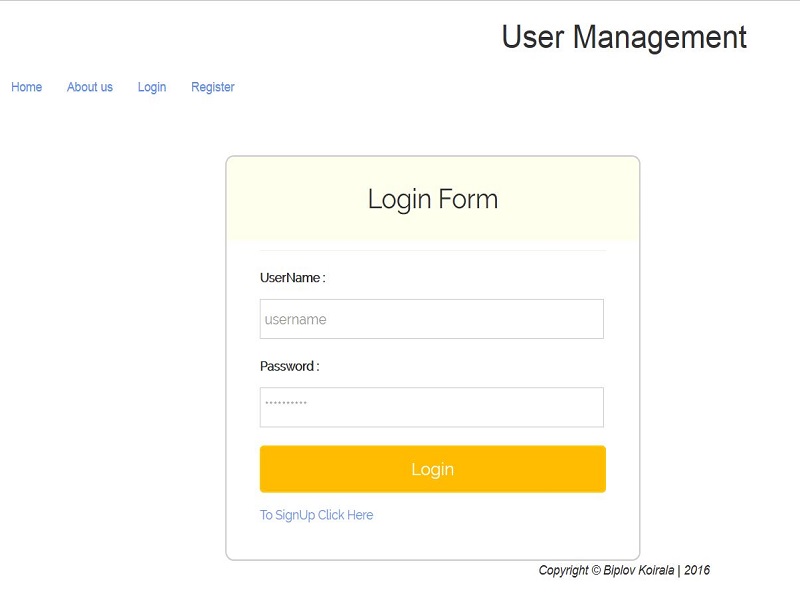 User Management
Home About us Login Register
Login Form
UserName :
username
Password :
**********
Login
To SignUp Click Here
Copyright © Biplov Koirala | 2016